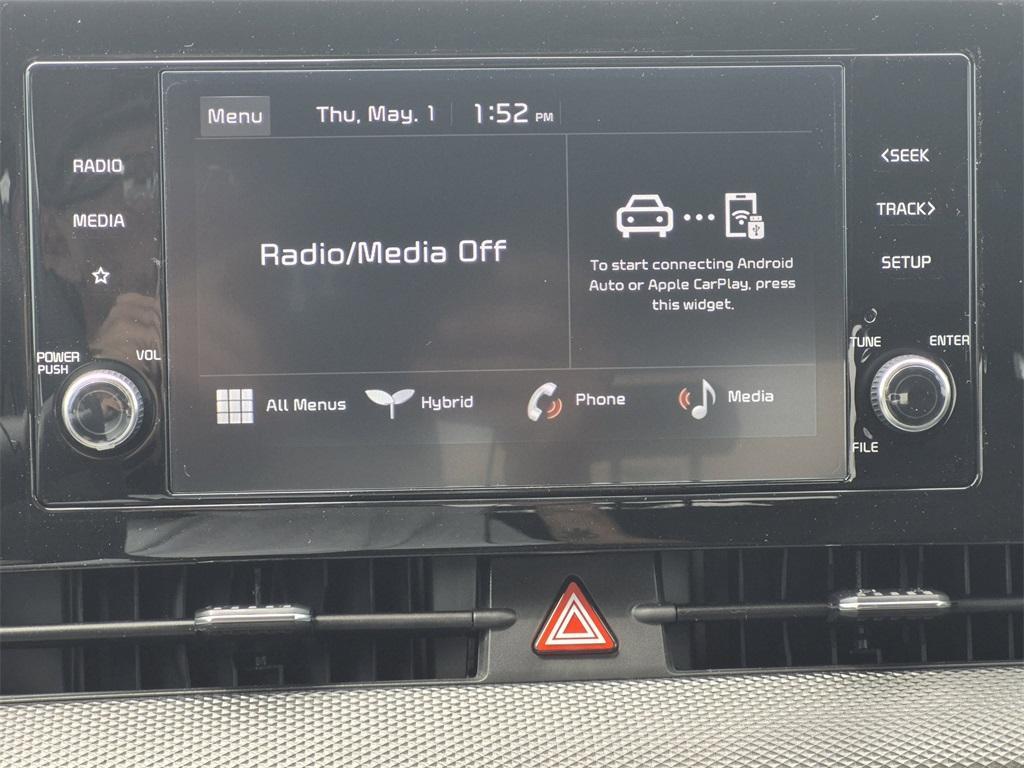 Menu
Thu, May. 1
1:52 PM
RADIO
MEDIA
<SEEK
TRACK>
SETUP
Radio/Media Off
To start connecting Android
Auto or Apple CarPlay, press
this widget.
POWER
PUSH
VOL
TUNE
ENTER
FILE
All Menus
Hybrid
Phone
Media